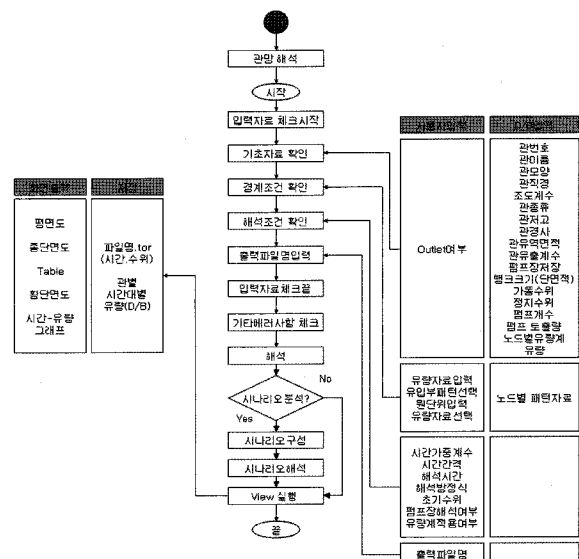 관망 해석
시작
입력자료 체크시작
기초자료 확인
경계조건 확인
해석조건 확인
출력파일명입력
입력자료체크끝
기타에러사항 체크
해석
시나리오분석?
No
Yes
시나리오구성
시나리오해석
View 실행
끝
평면도
종단면도
Table
횡단면도
시간-유량
그래프
파일명.tor
(시간,수위)
관별
시간대별
유량(D/B)
Outlet여부
관번호
관이름
관모양
관직경
조도계수
관종류
관저고
관경사
관유역면적
관유출계수
펌프장저장
탱크크기(단면적)
가동수위
정지수위
펌프개수
펌프 토출량
노드별유량계
유량
유량자료입력
유입부패턴선택
원단위입력
유량자료선택
노드별 패턴자료
시간가중계수
시간간격
해석시간
해석방정식
초기수위
펌프장해석여부
유량계적용여부
출력파일명